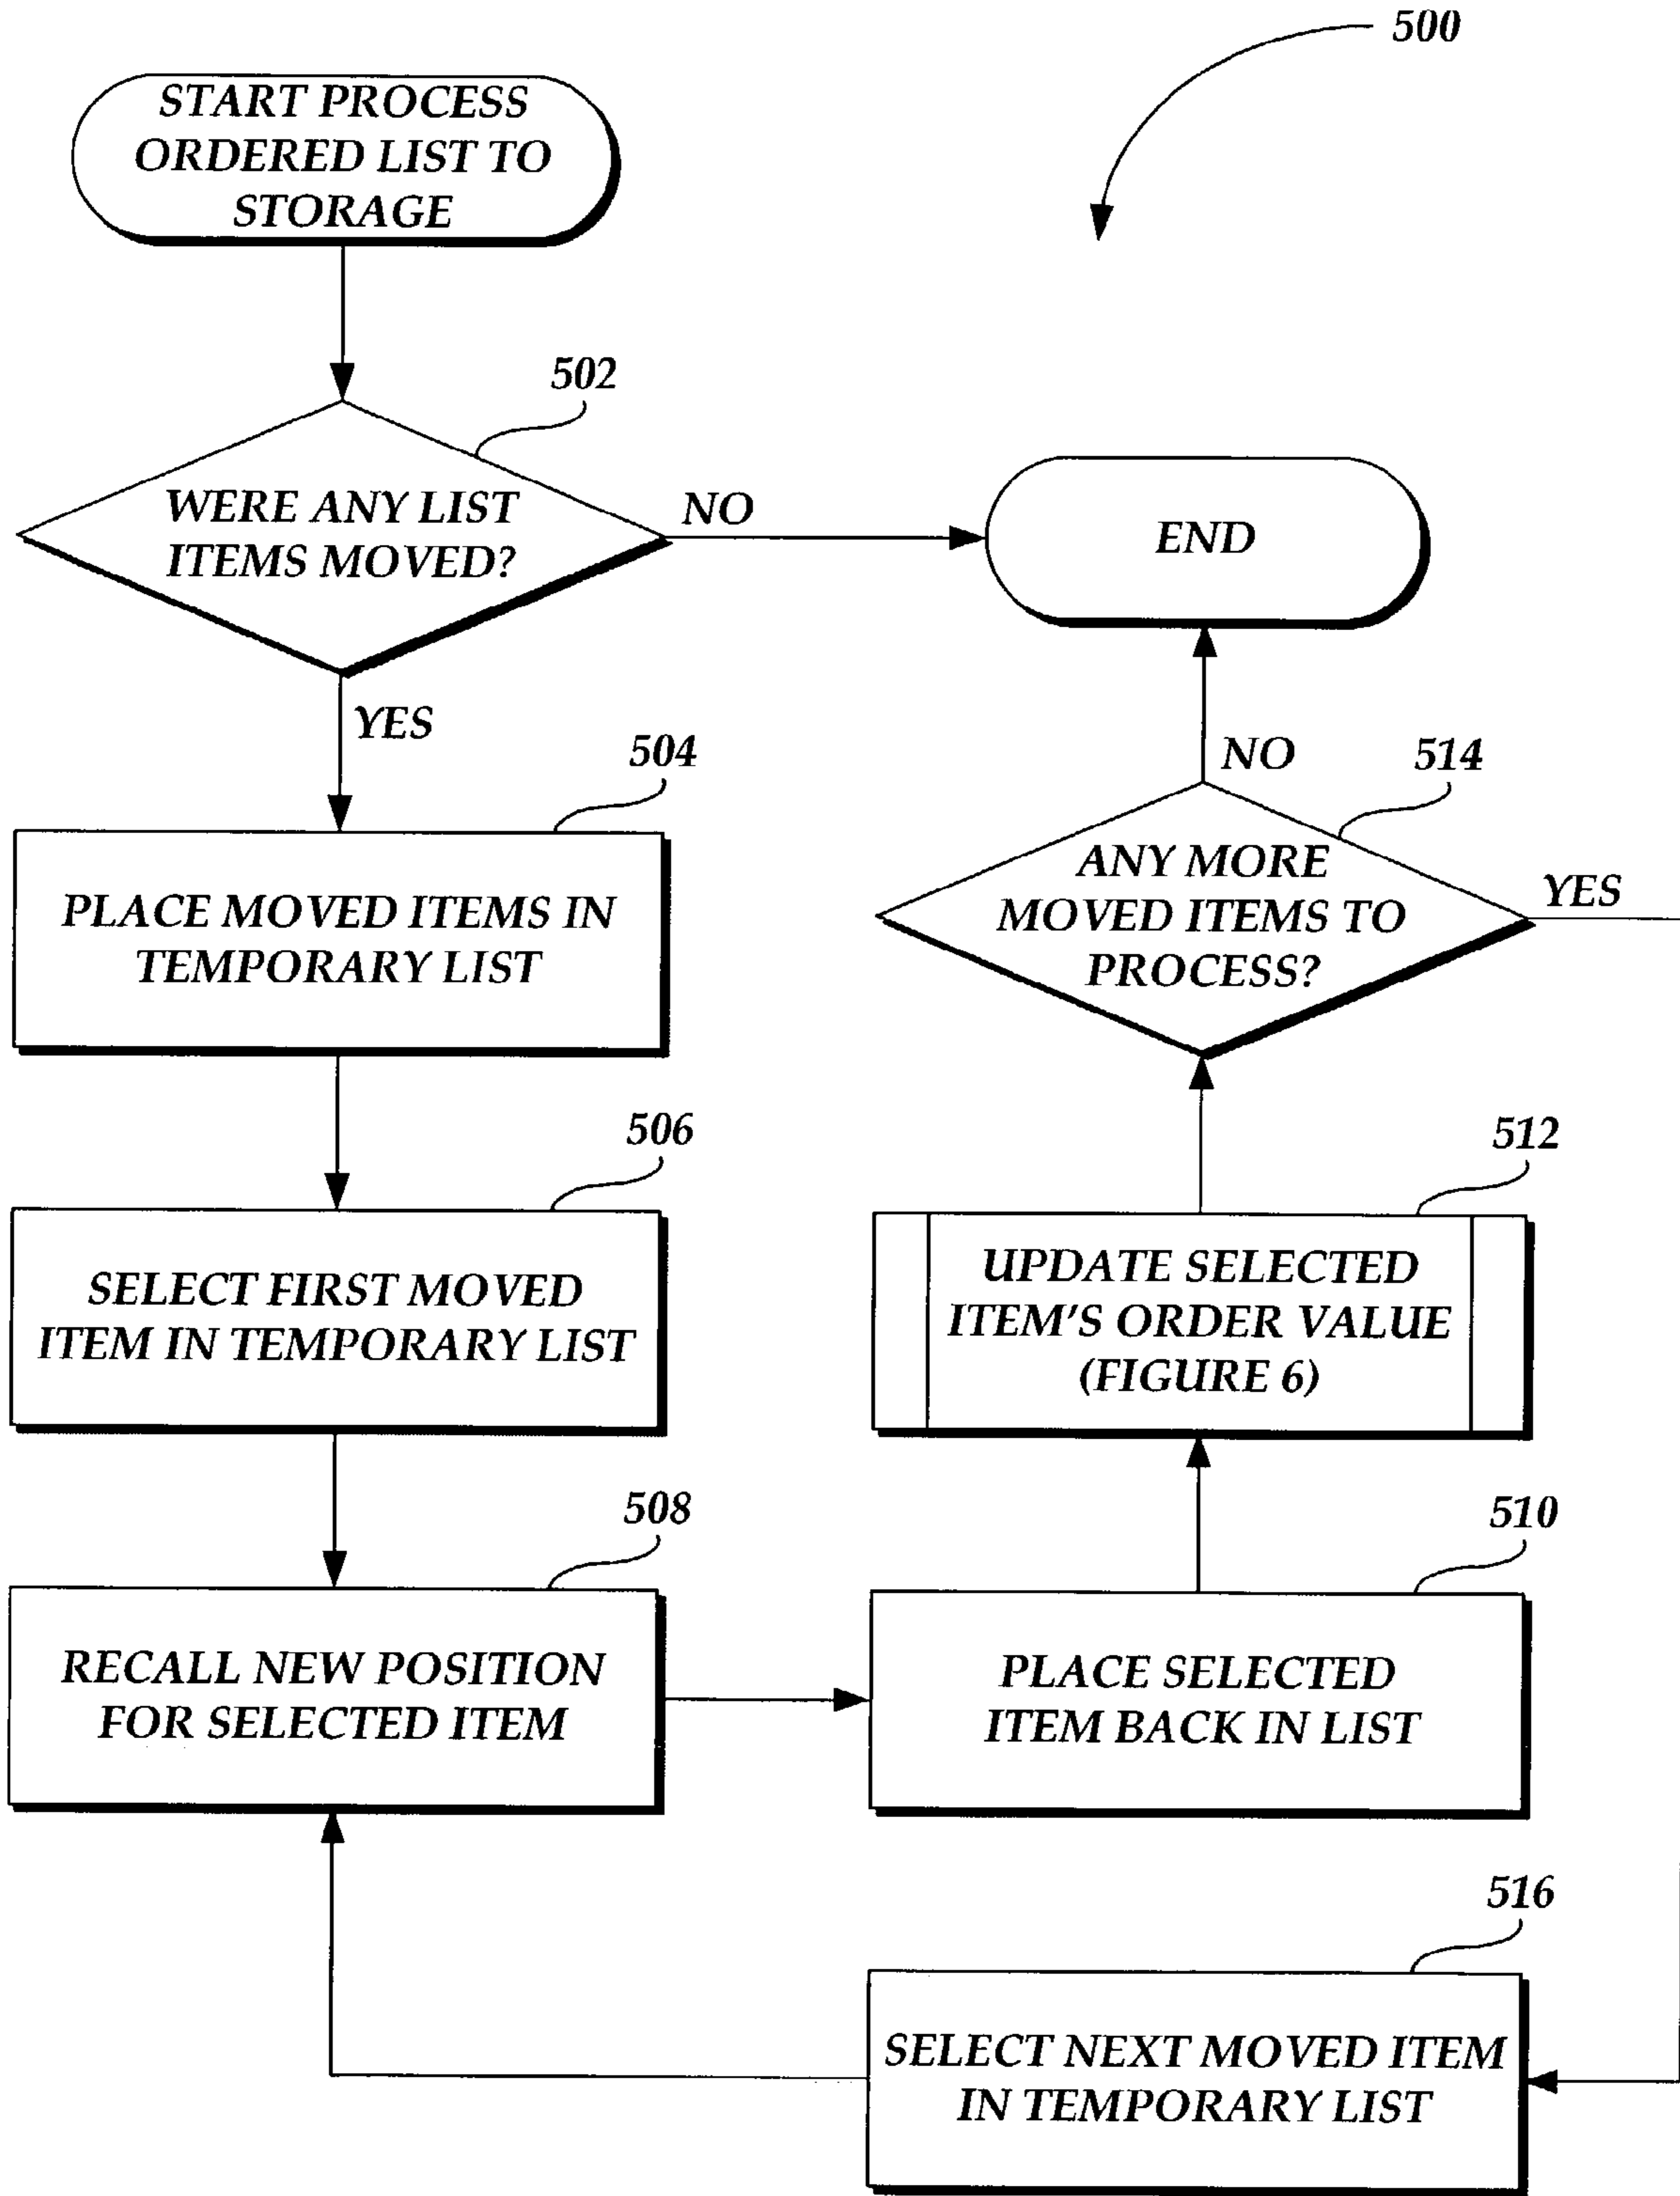 500
START PROCESS
ORDERED LIST TO
STORAGE
502
WERE ANY LIST
ITEMS MOVED?
NO
END
YES
504
PLACE MOVED ITEMS IN
TEMPORARY LIST
506
SELECT FIRST MOVED
ITEM IN TEMPORARY LIST
508
RECALL NEW POSITION
FOR SELECTED ITEM
510
PLACE SELECTED
ITEM BACK IN LIST
512
UPDATE SELECTED
ITEM'S ORDER VALUE
(FIGURE 6)
514
ANY MORE
MOVED ITEMS TO
PROCESS?
NO
YES
516
SELECT NEXT MOVED ITEM
IN TEMPORARY LIST